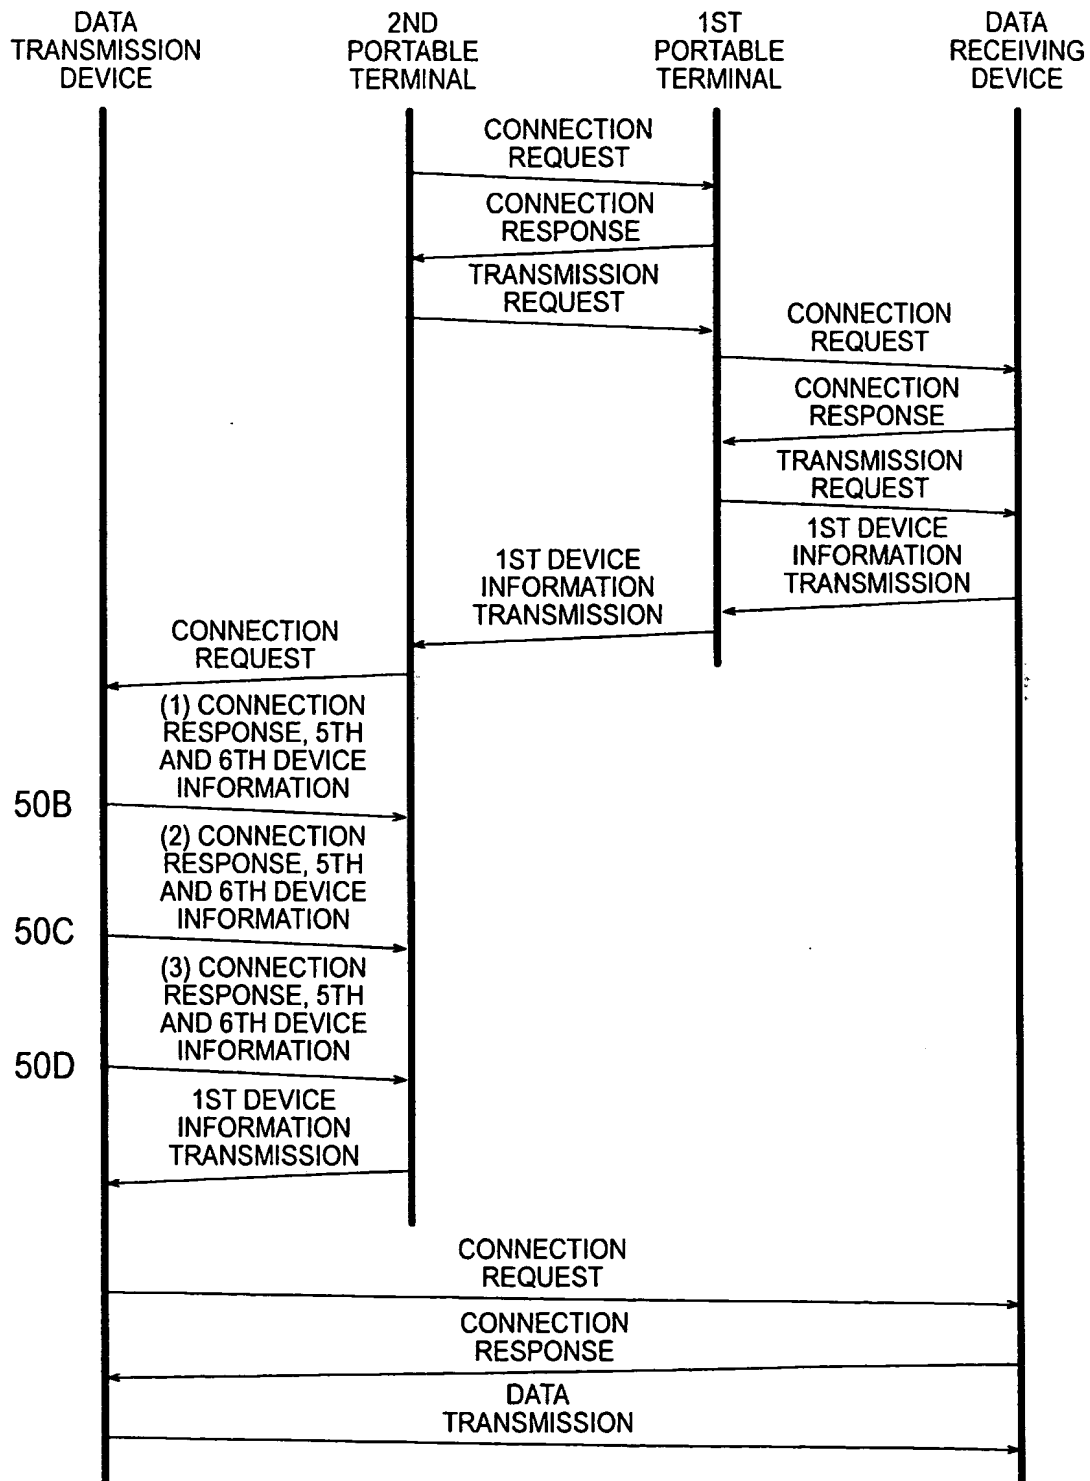 DATA
TRANSMISSION
DEVICE
2ND
PORTABLE
TERMINAL
1ST
PORTABLE
TERMINAL
DATA
RECEIVING
DEVICE
CONNECTION
REQUEST
CONNECTION
RESPONSE
TRANSMISSION
REQUEST
CONNECTION
REQUEST
CONNECTION
RESPONSE
TRANSMISSION
REQUEST
1ST DEVICE
INFORMATION
TRANSMISSION
1ST DEVICE
INFORMATION
TRANSMISSION
CONNECTION
REQUEST
(1) CONNECTION
RESPONSE, 5TH
AND 6TH DEVICE
INFORMATION
50B
(2) CONNECTION
RESPONSE, 5TH
AND 6TH DEVICE
INFORMATION
50C
(3) CONNECTION
RESPONSE, 5TH
AND 6TH DEVICE
INFORMATION
50D
1ST DEVICE
INFORMATION
TRANSMISSION
CONNECTION
REQUEST
CONNECTION
RESPONSE
DATA
TRANSMISSION